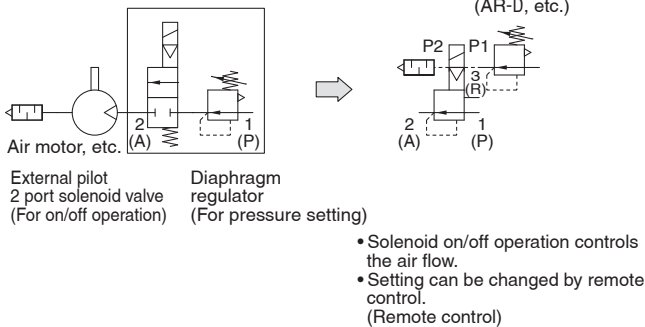 (AR-D, etc.)
P2 P1
3
(R)
2 1
(A) (P)
2 1
(A) (P)
Air motor, etc.
External pilot
2 port solenoid valve
(For on/off operation)
Diaphragm
regulator
(For pressure setting)
• Solenoid on/off operation controls
the air flow.
• Setting can be changed by remote
control.
(Remote control)